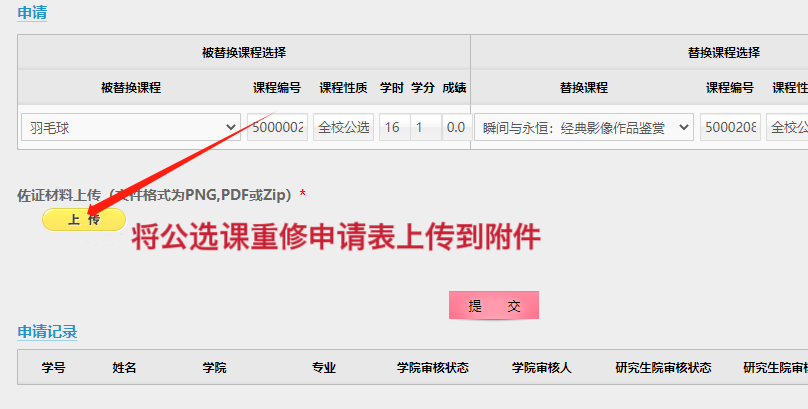 申请
被替换课程选择 替换课程选择
被替换课程 课程编号 课程性质 学时 学分 成绩 替换课程 课程编号 课程性
羽毛球 5000002 全校公选 16 1 0.0 瞬间与永恒：经典影像作品鉴赏 5000208 全校公
佐证材料上传（文件格式为PNG,PDF或Zip）*
上 传
将公选课重修申请表上传到附件
提 交
申请记录
学号 姓名 学院 专业 学院审核状态 学院审核人 研究生院审核状态 研究生院审核